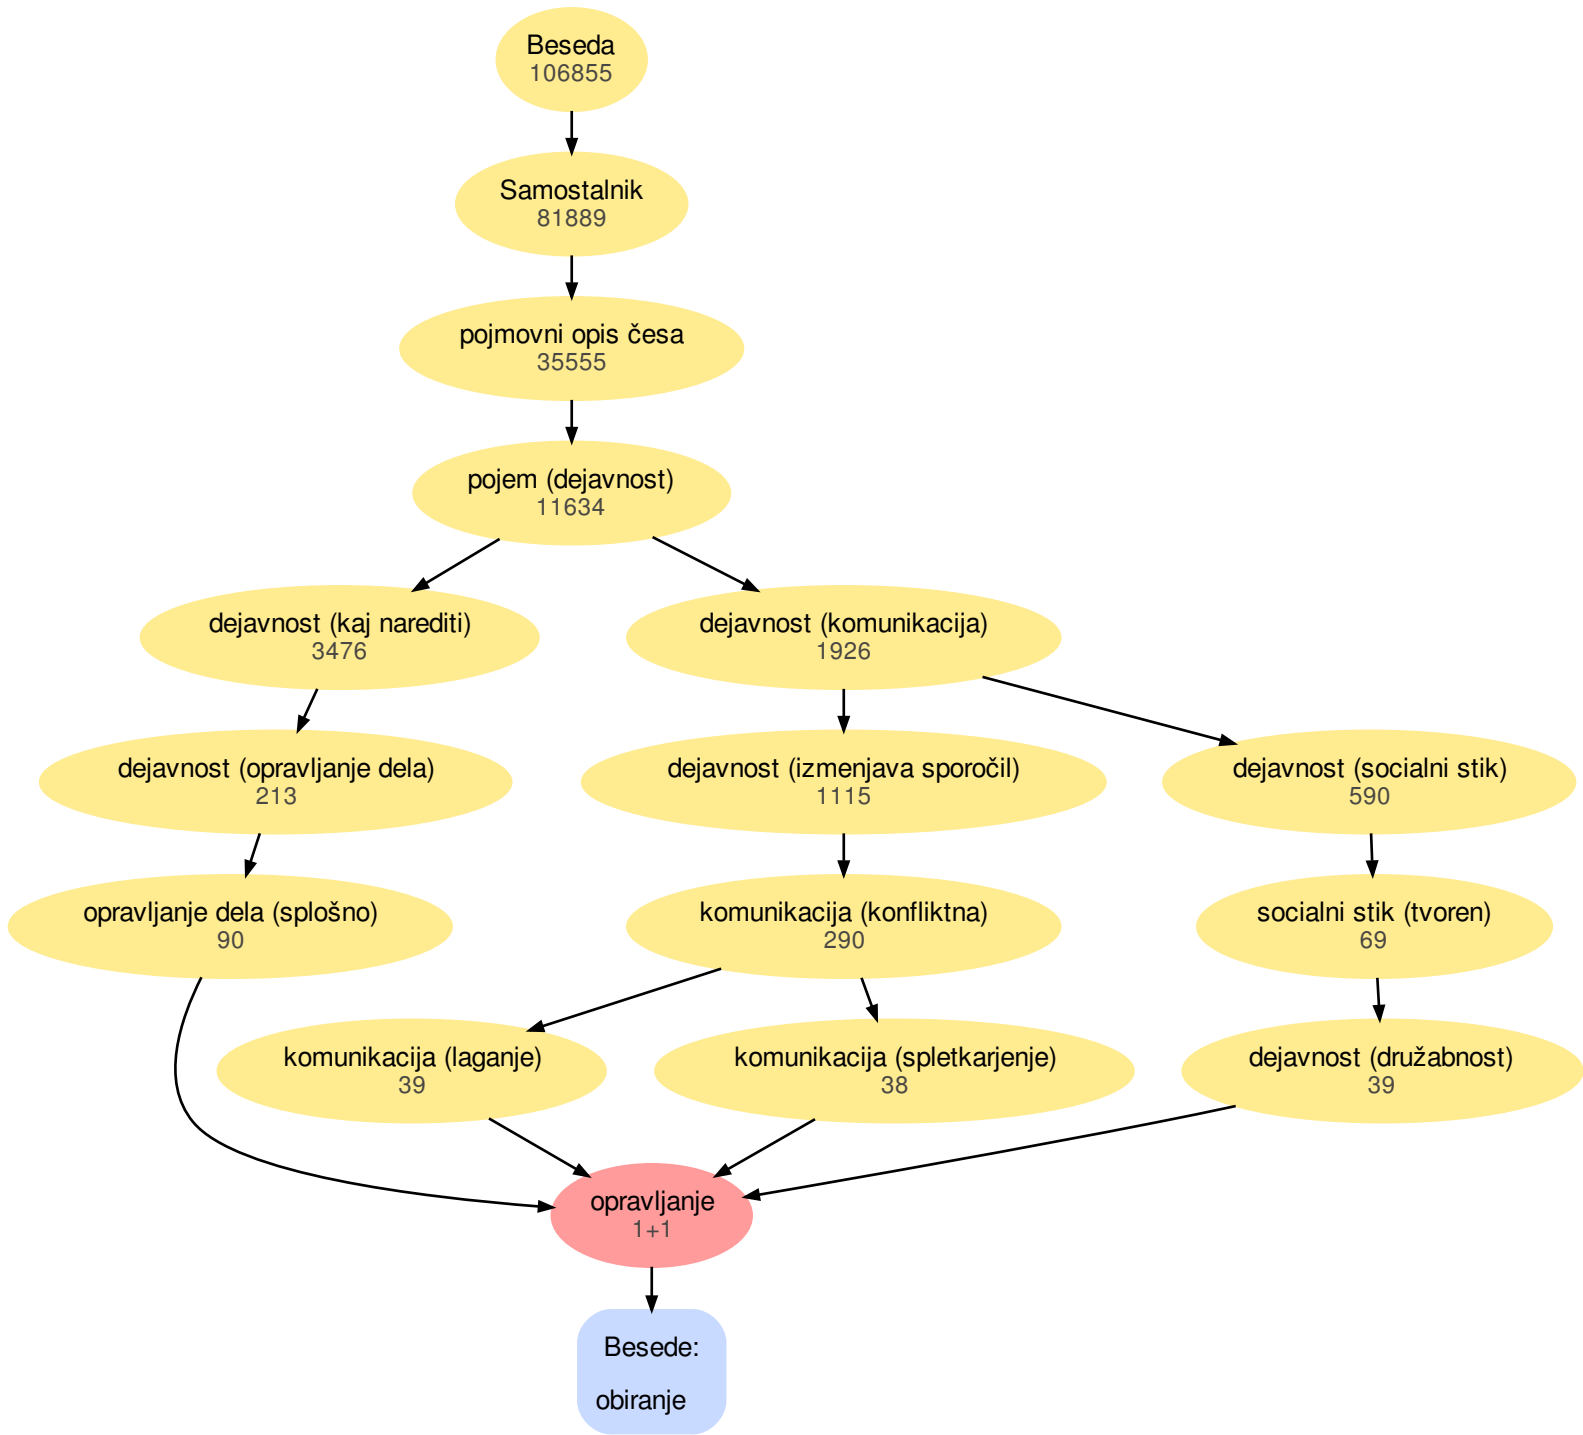 Beseda
106855
Samostalnik
81889
pojmovni opis česa
35555
pojem (dejavnost)
11634
dejavnost (kaj narediti)
3476
dejavnost (komunikacija)
1926
dejavnost (opravljanje dela)
213
dejavnost (izmenjava sporočil)
1115
dejavnost (socialni stik)
590
opravljanje dela (splošno)
90
komunikacija (konfliktna)
290
socialni stik (tvoren)
69
komunikacija (laganje)
39
komunikacija (spletkarjenje)
38
dejavnost (družabnost)
39
opravljanje
1+1
Besede:
obiranje